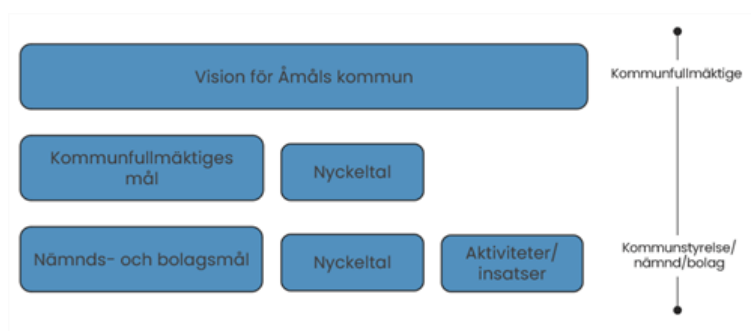 Vision för Åmåls kommun
Kommunfullmäktige
Kommunfullmäktiges
mål
Nyckeltal
Nämnds- och bolagsmål
Nyckeltal
Aktiviteter/
insatser
Kommunstyrelse/
nämnd/bolag